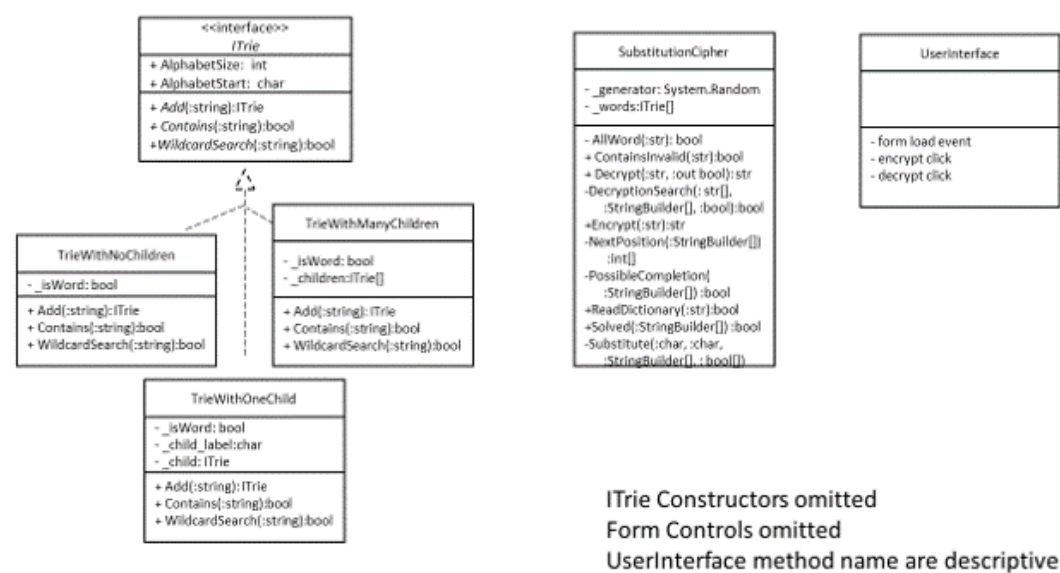 <<interface>>
ITrie
+ AlphabetSize: int
+ AlphabetStart: char
+ Add(:string):ITrie
+ Contains(:string):bool
+WildcardSearch(:string):bool
TrieWithNoChildren
- _isWord: bool
+ Add(:string):ITrie
+ Contains(:string):bool
+ WildcardSearch(:string):bool
TrieWithManyChildren
- _isWord: bool
- _children:ITrie[]
+ Add(:string):ITrie
+ Contains(:string):bool
+ WildcardSearch(:string):bool
TrieWithOneChild
- _isWord: bool
- _child_label:char
- _child: ITrie
+ Add(:string):ITrie
+ Contains(:string):bool
+ WildcardSearch(:string):bool
SubstitutionCipher
- _generator: System.Random
- _words:ITrie[]
- AllWord(:str): bool
+ ContainsInvalid(:str):bool
+ Decrypt(:str, :out bool): str
-DecryptionSearch(: str[],
:StringBuilder[], :bool):bool
+Encrypt(:str):str
-NextPosition(:StringBuilder[])
:int[]
-PossibleCompletion(
:StringBuilder[]) :bool
+ReadDictionary(:str):bool
+Solved(:StringBuilder[]) :bool
-Substitute(:char, :char,
:StringBuilder[], : bool[])
UserInterface
- form load event
- encrypt click
- decrypt click
ITrie Constructors omitted
Form Controls omitted
UserInterface method name are descriptive